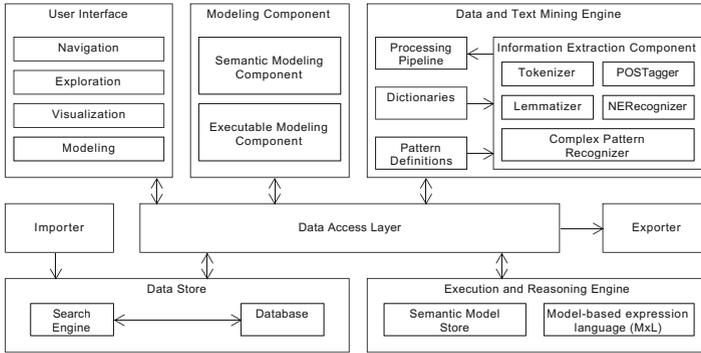 User Interface
Navigation
Exploration
Visualization
Modeling
Modeling Component
Semantic Modeling
Component
Executable Modeling
Component
Data and Text Mining Engine
Processing
Pipeline
Dictionaries
Pattern
Definitions
Information Extraction Component
Tokenizer
POSTagger
Lemmatizer
NERecognizer
Complex Pattern
Recognizer
Importer
Data Access Layer
Exporter
Data Store
Search
Engine
Database
Execution and Reasoning Engine
Semantic Model
Store
Model-based expression
language (MxL)